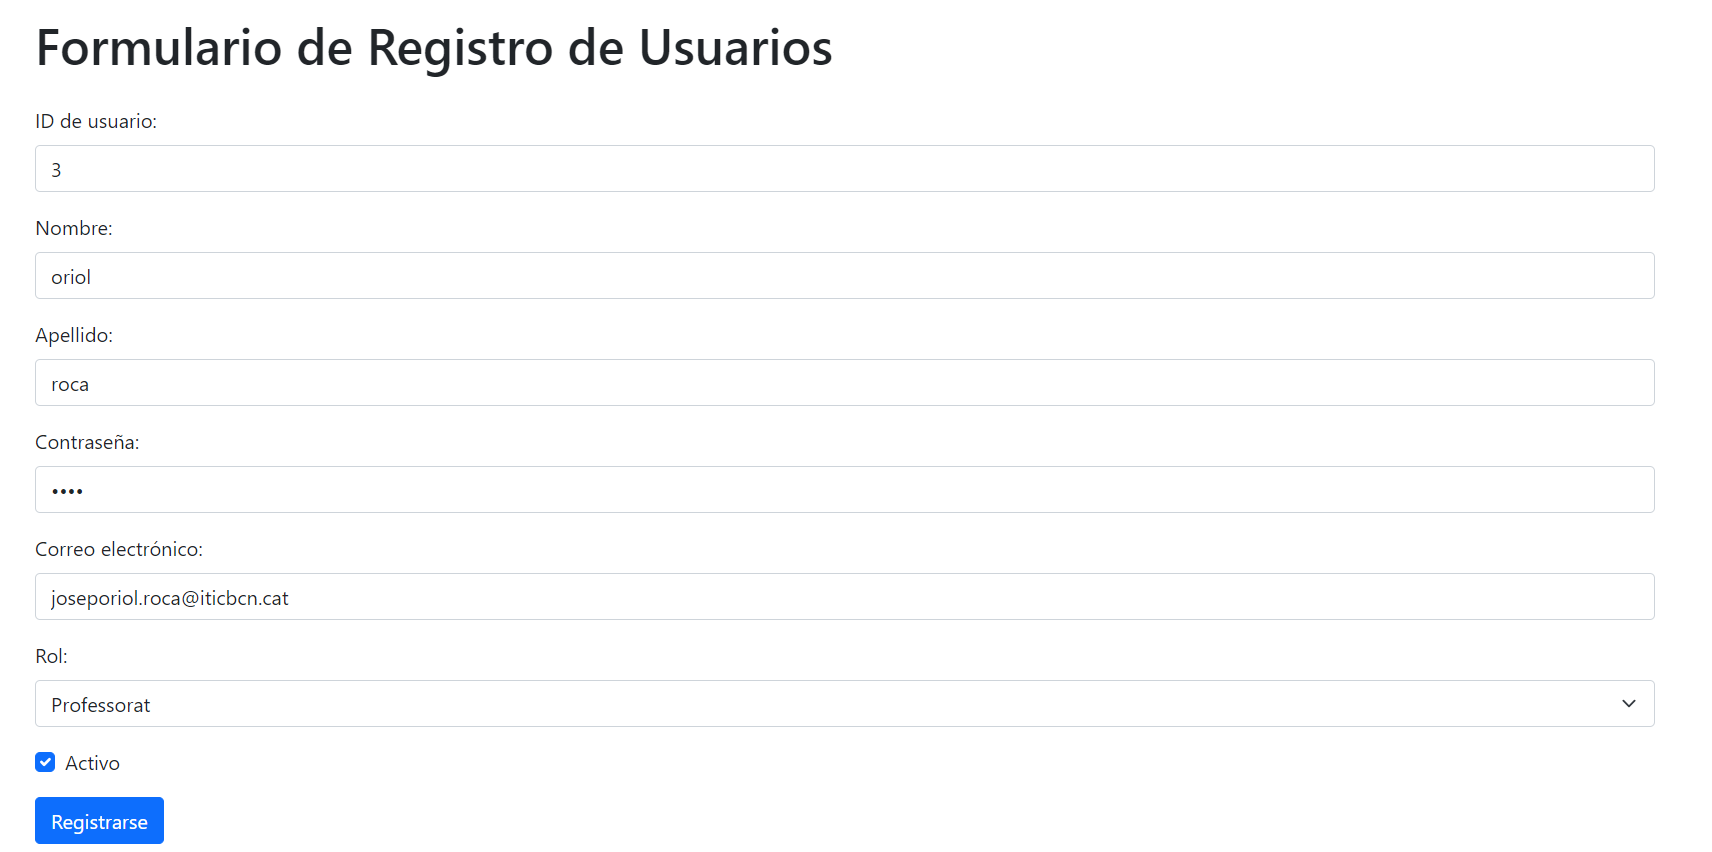 Formulario de Registro de Usuarios
ID de usuario:
3
Nombre:
oriol
Apellido:
roca
Contraseña:
••••
Correo electrónico:
joseporiol.roca@iticbcn.cat
Rol:
Professorat
Activo
Registrarse